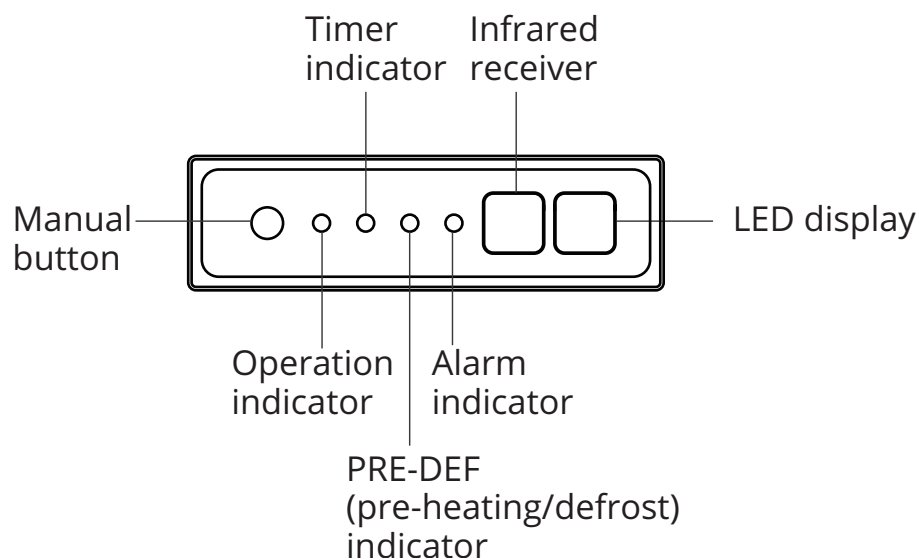 Timer
indicator
Infrared
receiver
Manual
button
LED display
Operation
indicator
Alarm
indicator
PRE-DEF
(pre-heating/defrost)
indicator